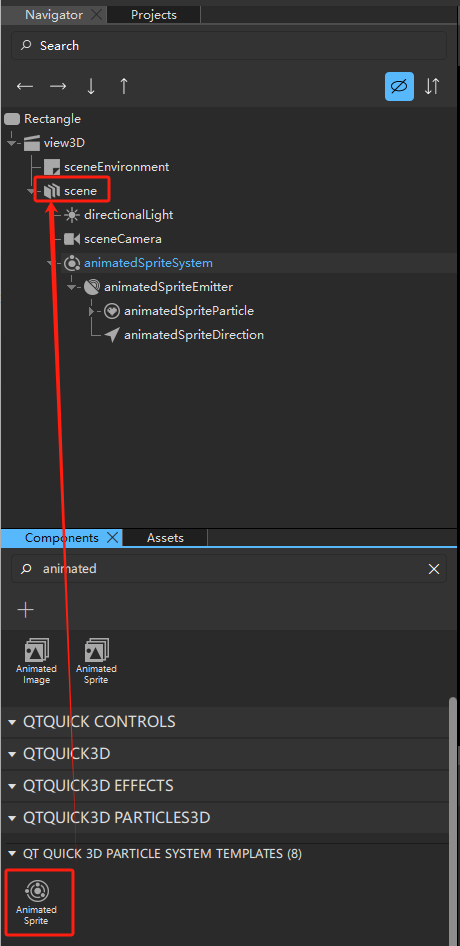 Navigator
Projects
Search
Rectangle
view3D
sceneEnvironment
scene
directionalLight
sceneCamera
animatedSpriteSystem
animatedSpriteEmitter
animatedSpriteParticle
animatedSpriteDirection
Components
Assets
animated
Animated
Image
Animated
Sprite
QTQUICK CONTROLS
QTQUICK3D
QTQUICK3D EFFECTS
QTQUICK3D PARTICLES3D
QT QUICK 3D PARTICLE SYSTEM TEMPLATES (8)
Animated
Sprite